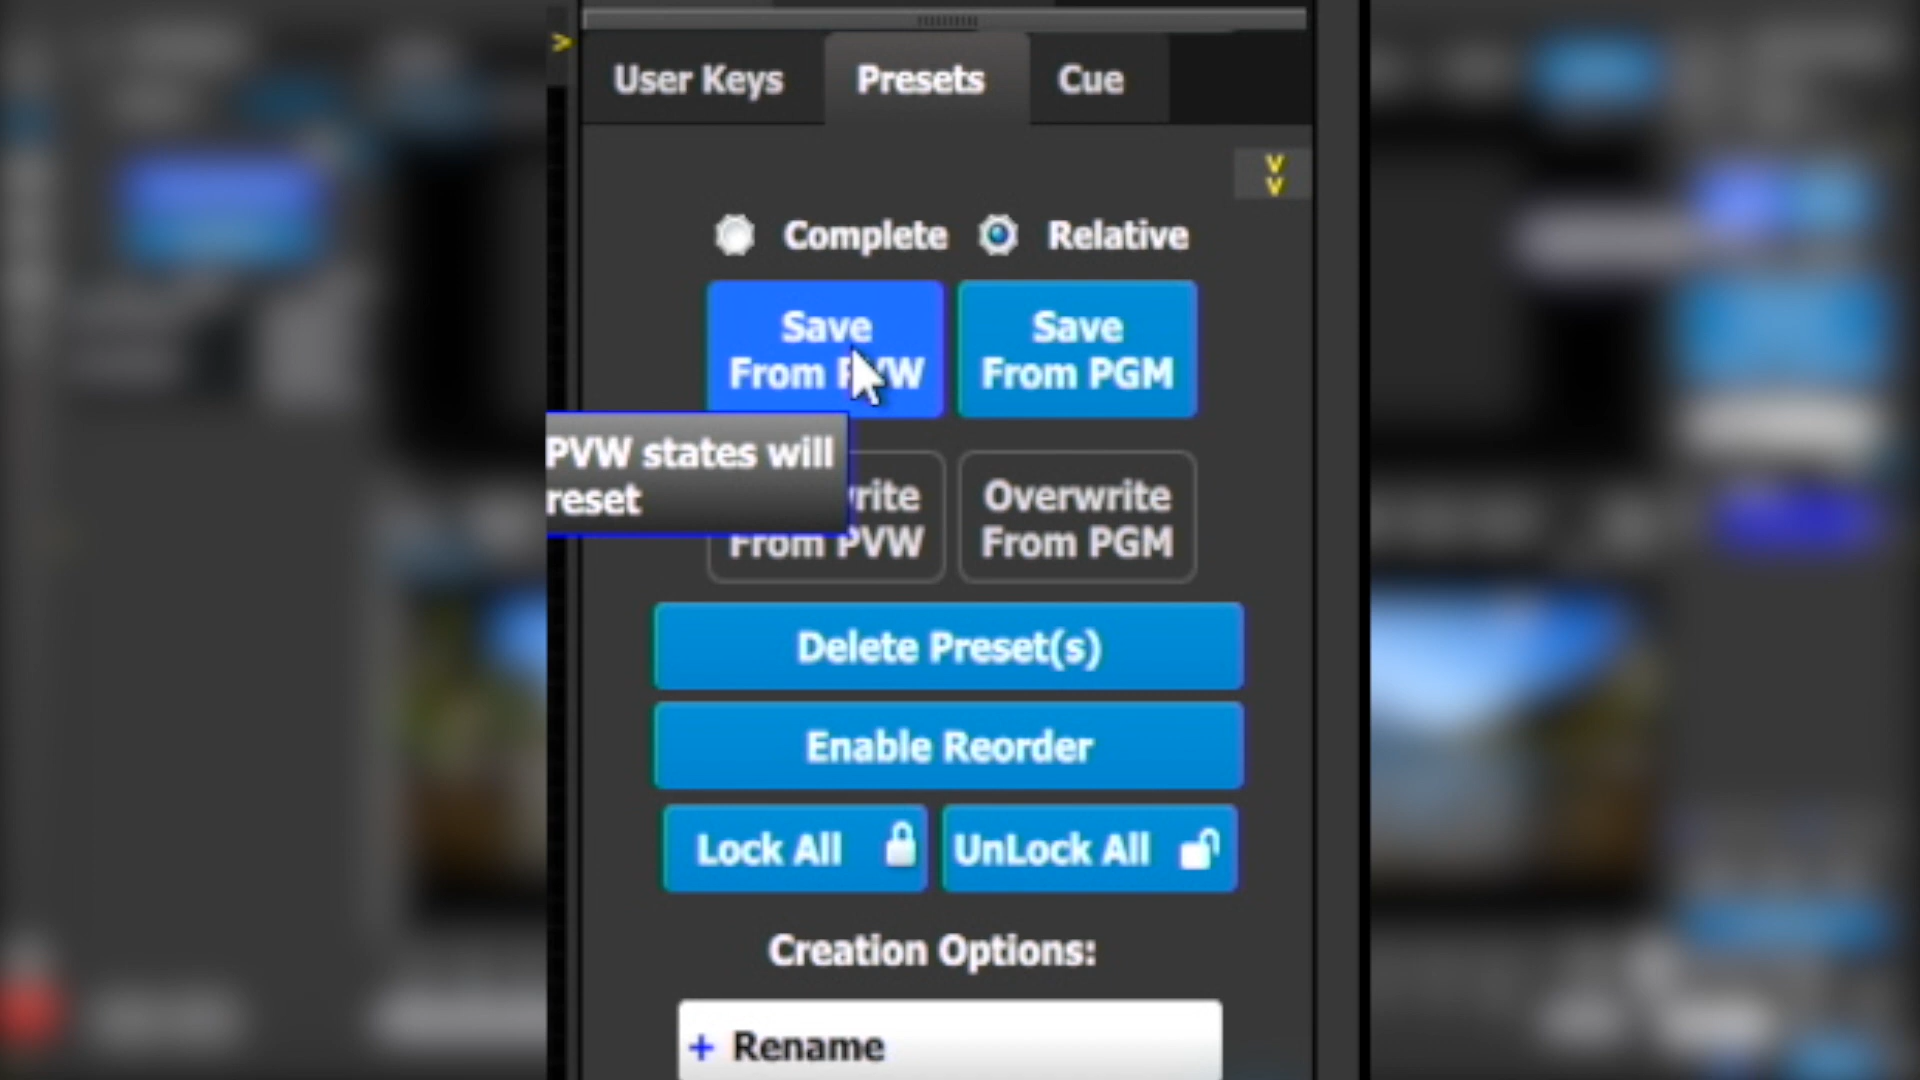 >
User Keys Presets Cue
v
v
Complete Relative
Save
From PVW
Save
From PGM
PVW states will
reset
write
From PVW
Overwrite
From PGM
Delete Preset(s)
Enable Reorder
Lock All UnLock All
Creation Options:
+ Rename